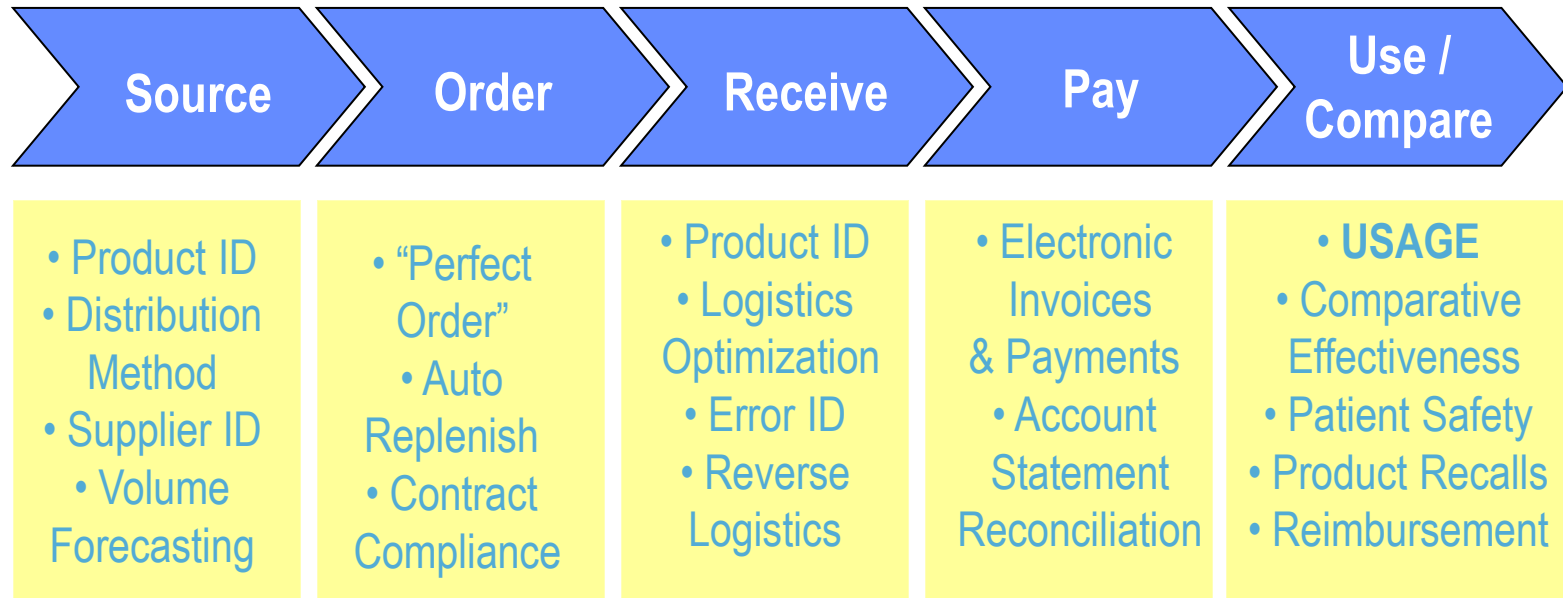 Source
Order
Receive
Pay
Use /
Compare
• Product ID
• Distribution
Method
• Supplier ID
• Volume
Forecasting
• “Perfect
Order”
• Auto
Replenish
• Contract
Compliance
• Product ID
• Logistics
Optimization
• Error ID
• Reverse
Logistics
• Electronic
Invoices
& Payments
• Account
Statement
Reconciliation
• USAGE
• Comparative
Effectiveness
• Patient Safety
• Product Recalls
• Reimbursement